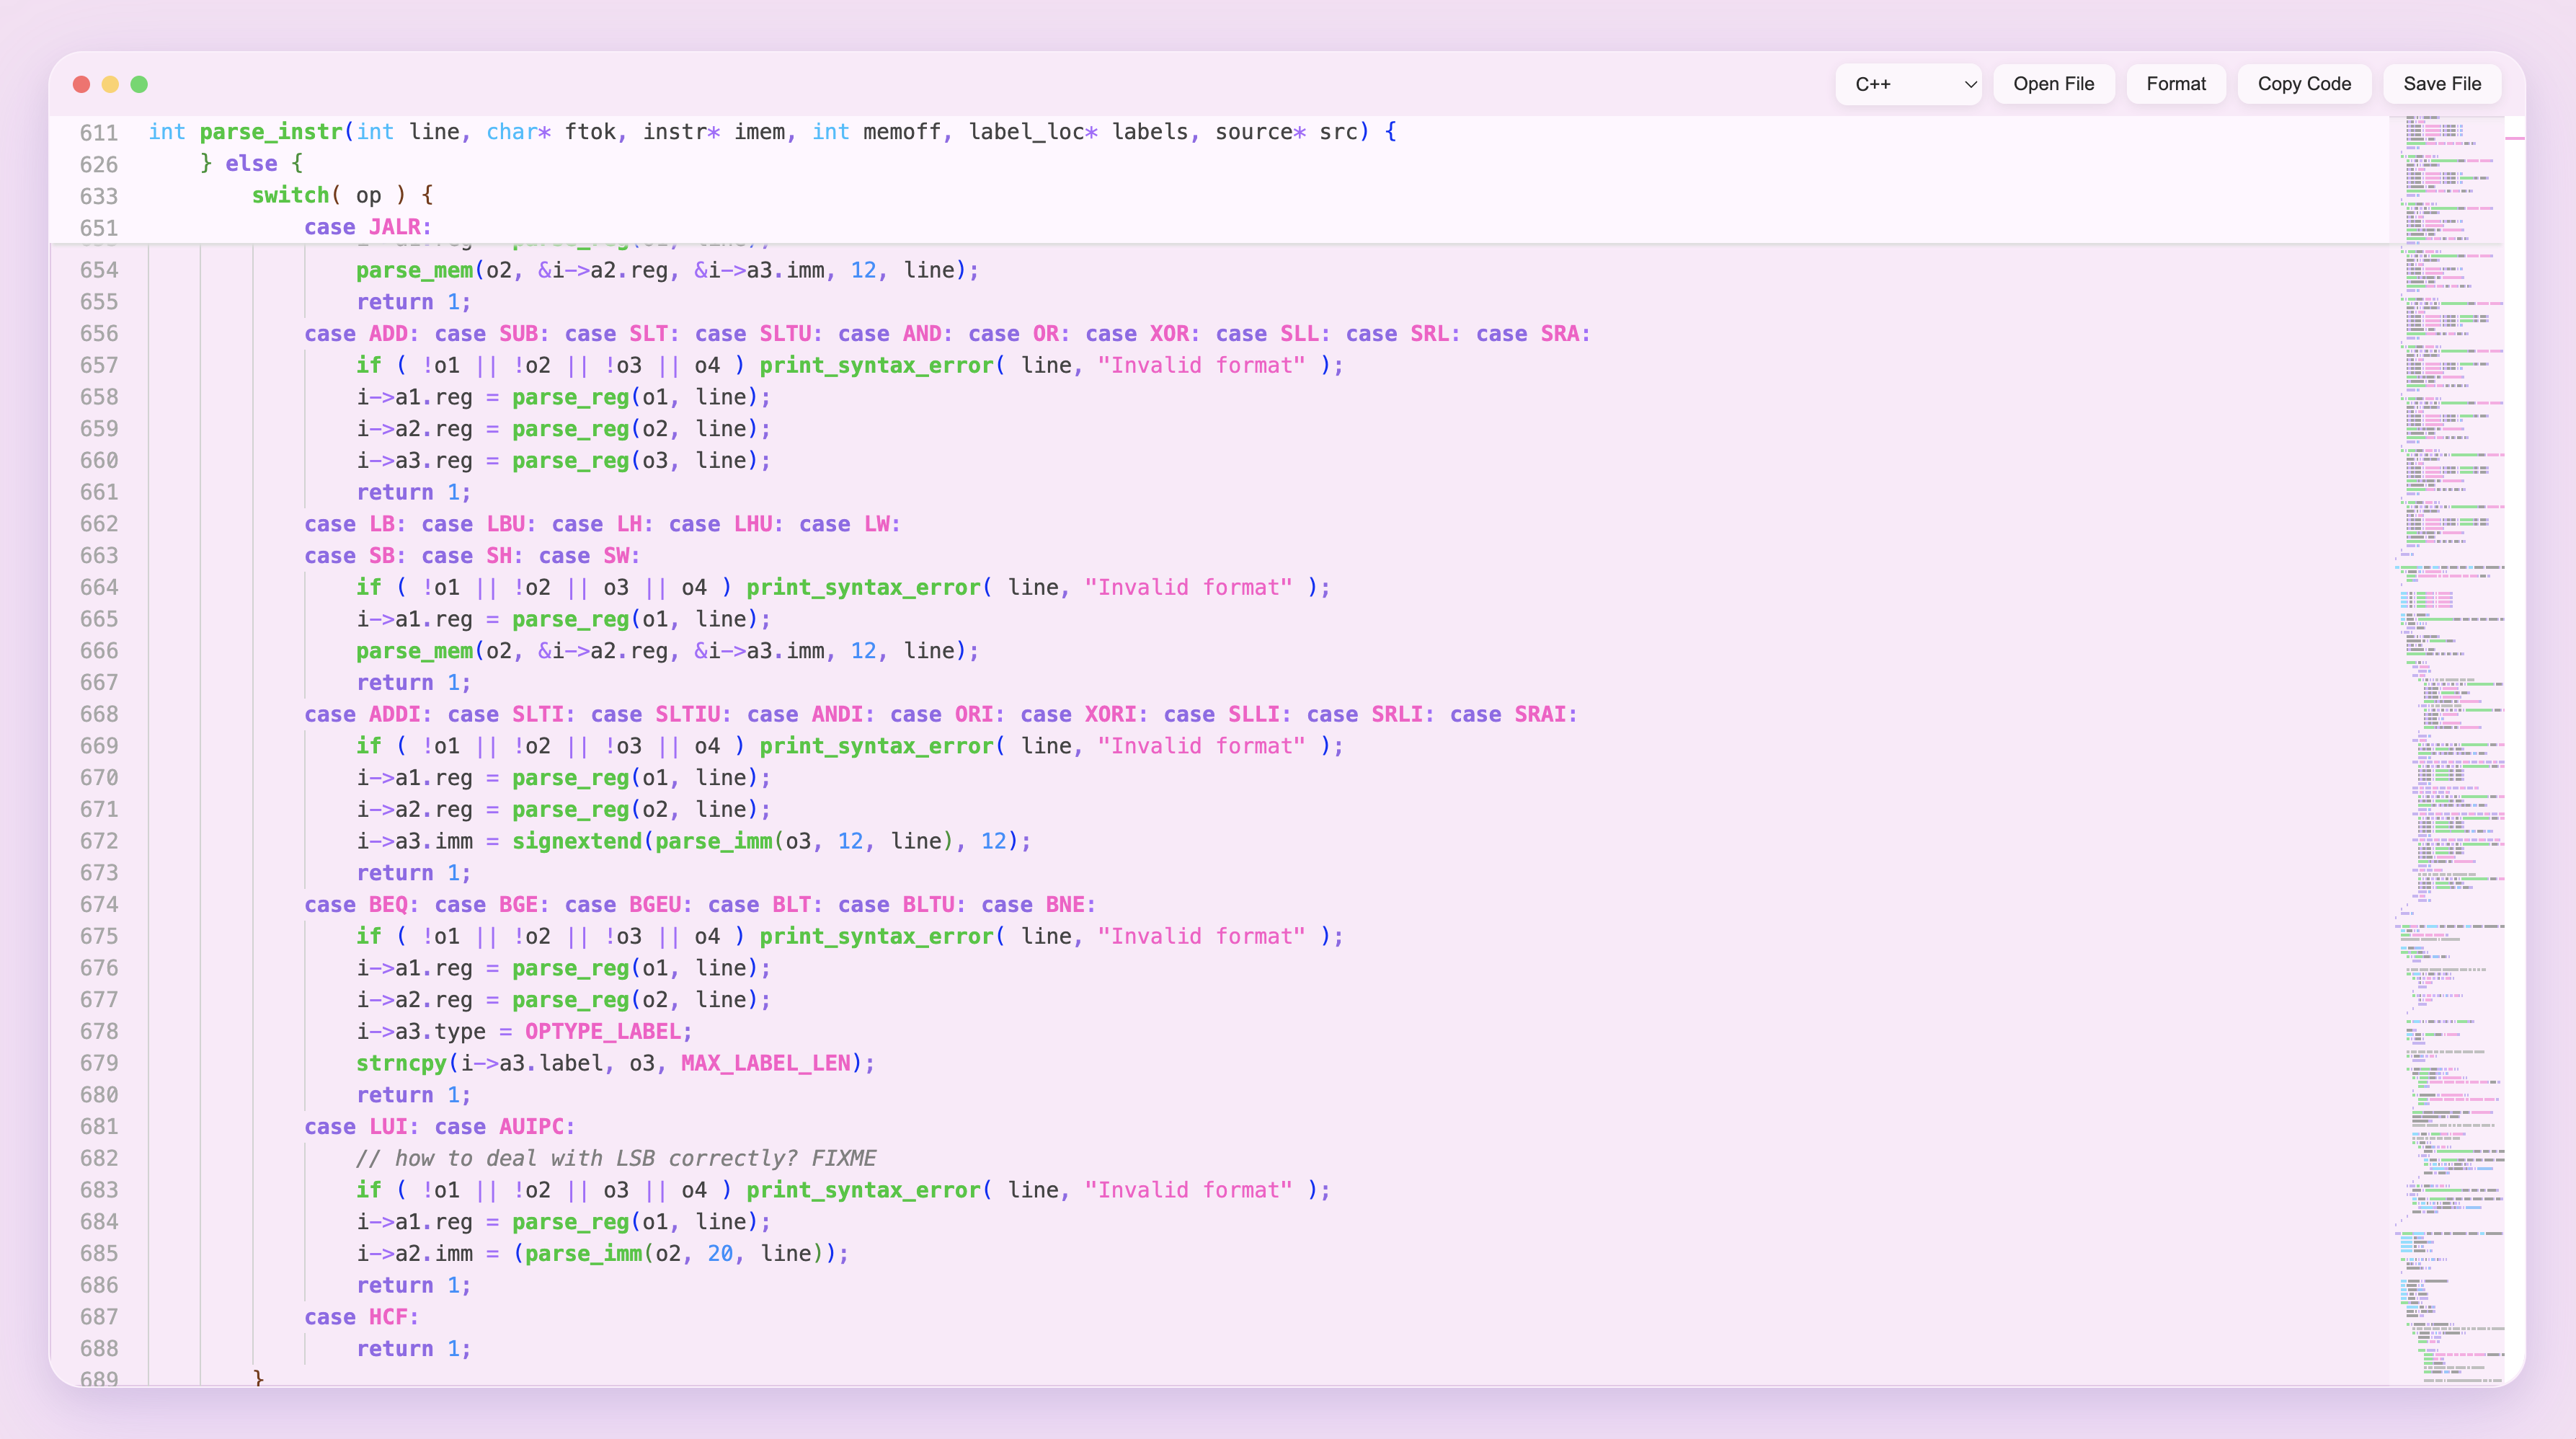 C++ Open File Format Copy Code Save File
611 int parse_instr(int line, char* ftok, instr* imem, int memoff, label_loc* labels, source* src) {
626 } else {
633 switch( op ) {
651 case JALR:
654 parse_mem(o2, &i->a2.reg, &i->a3.imm, 12, line);
655 return 1;
656 case ADD: case SUB: case SLT: case SLTU: case AND: case OR: case XOR: case SLL: case SRL: case SRA:
657 if ( !o1 || !o2 || !o3 || o4 ) print_syntax_error( line, "Invalid format" );
658 i->a1.reg = parse_reg(o1, line);
659 i->a2.reg = parse_reg(o2, line);
660 i->a3.reg = parse_reg(o3, line);
661 return 1;
662 case LB: case LBU: case LH: case LHU: case LW:
663 case SB: case SH: case SW:
664 if ( !o1 || !o2 || o3 || o4 ) print_syntax_error( line, "Invalid format" );
665 i->a1.reg = parse_reg(o1, line);
666 parse_mem(o2, &i->a2.reg, &i->a3.imm, 12, line);
667 return 1;
668 case ADDI: case SLTI: case SLTIU: case ANDI: case ORI: case XORI: case SLLI: case SRLI: case SRAI:
669 if ( !o1 || !o2 || !o3 || o4 ) print_syntax_error( line, "Invalid format" );
670 i->a1.reg = parse_reg(o1, line);
671 i->a2.reg = parse_reg(o2, line);
672 i->a3.imm = signextend(parse_imm(o3, 12, line), 12);
673 return 1;
674 case BEQ: case BGE: case BGEU: case BLT: case BLTU: case BNE:
675 if ( !o1 || !o2 || !o3 || o4 ) print_syntax_error( line, "Invalid format" );
676 i->a1.reg = parse_reg(o1, line);
677 i->a2.reg = parse_reg(o2, line);
678 i->a3.type = OPTYPE_LABEL;
679 strncpy(i->a3.label, o3, MAX_LABEL_LEN);
680 return 1;
681 case LUI: case AUIPC:
682 // how to deal with LSB correctly? FIXME
683 if ( !o1 || !o2 || o3 || o4 ) print_syntax_error( line, "Invalid format" );
684 i->a1.reg = parse_reg(o1, line);
685 i->a2.imm = (parse_imm(o2, 20, line));
686 return 1;
687 case HCF:
688 return 1;
689 }